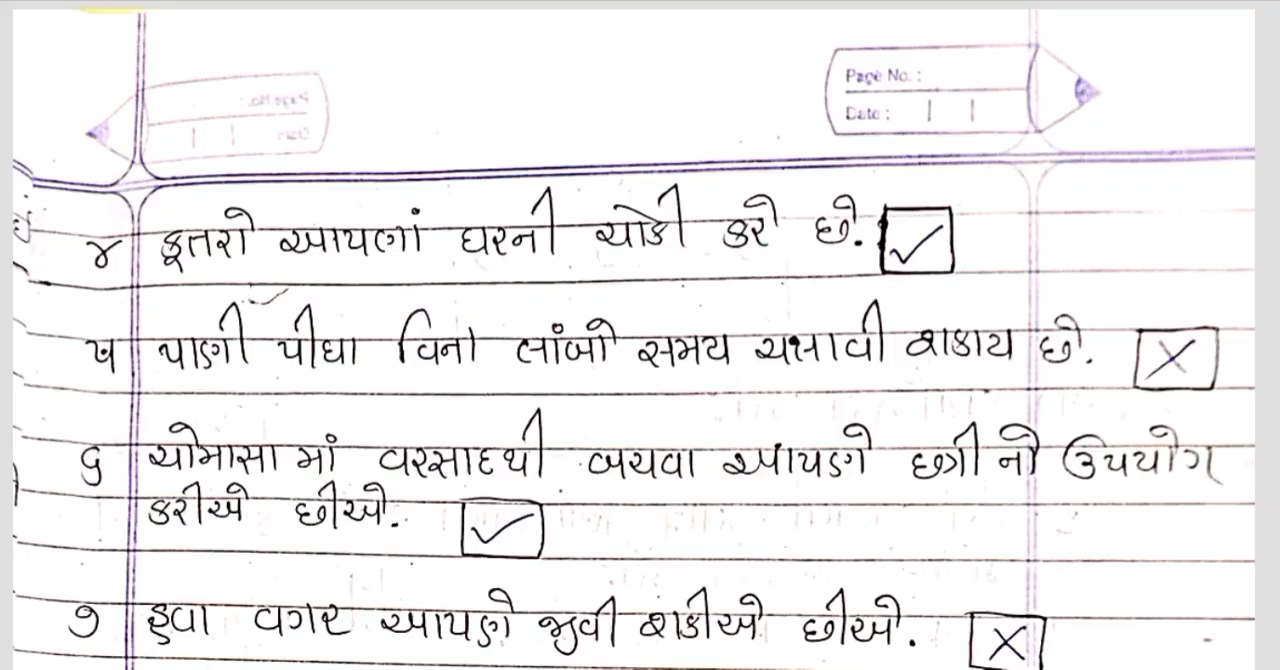 Page No. :
Date :
૪ કૂતરો આપણાં ઘરની ચોકી કરે છે. ✓
૫ પાણી પીધા વિના લાંબો સમય ચલાવી શકાય છે. X
૬ ચોમાસા માં વરસાદથી બચવા આપણે છત્રી નો ઉપયોગ
કરીએ છીએ. ✓
૭ હવા વગર આપણે જીવી શકીએ છીએ. X